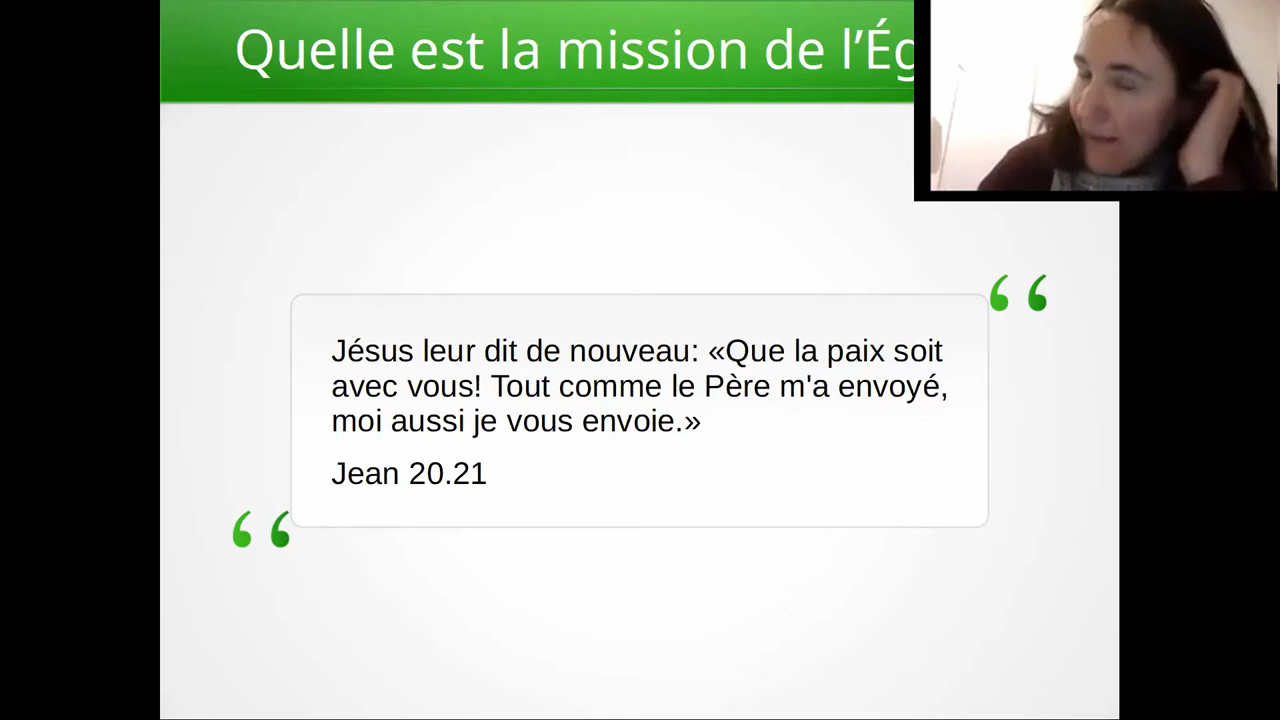 Quelle est la mission de l’Ég
Jésus leur dit de nouveau: «Que la paix soit
avec vous! Tout comme le Père m'a envoyé,
moi aussi je vous envoie.»
Jean 20.21